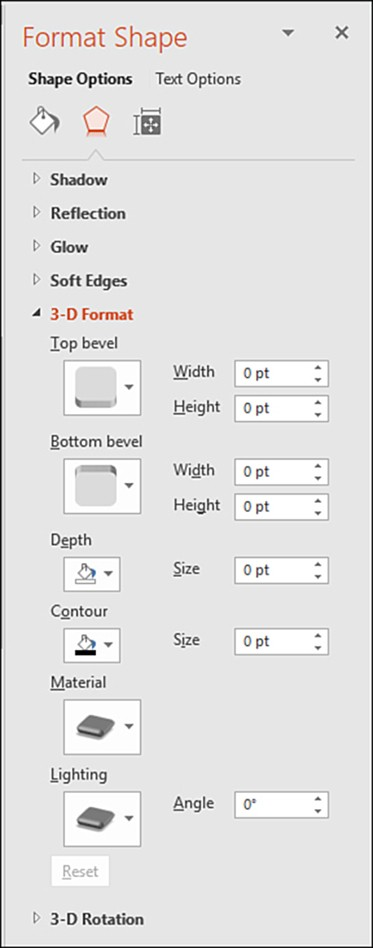 Format Shape
Shape Options Text Options
Shadow
Reflection
Glow
Soft Edges
3-D Format
Top bevel
Width 0 pt
Height 0 pt
Bottom bevel
Width 0 pt
Height 0 pt
Depth
Size 0 pt
Contour
Size 0 pt
Material
Lighting
Angle 0°
Reset
3-D Rotation